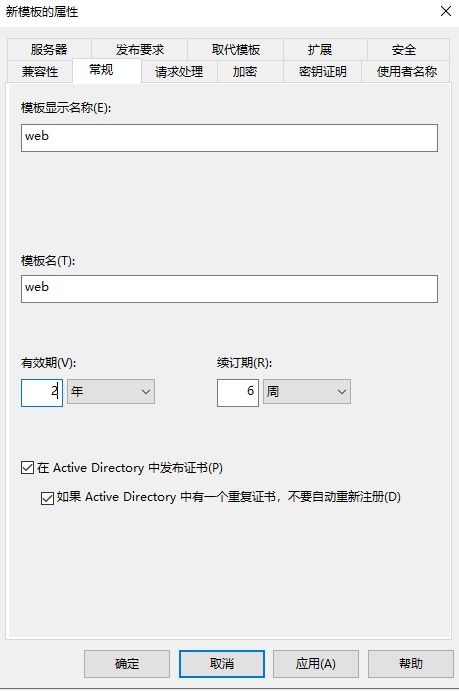 新模板的属性
服务器 发布要求 取代模板 扩展 安全
兼容性 常规 请求处理 加密 密钥证明 使用者名称
模板显示名称(E):
web
模板名(T):
web
有效期(V): 续订期(R):
2 年 6 周
在 Active Directory 中发布证书(P)
如果 Active Directory 中有一个重复证书，不要自动重新注册(D)
确定 取消 应用(A) 帮助